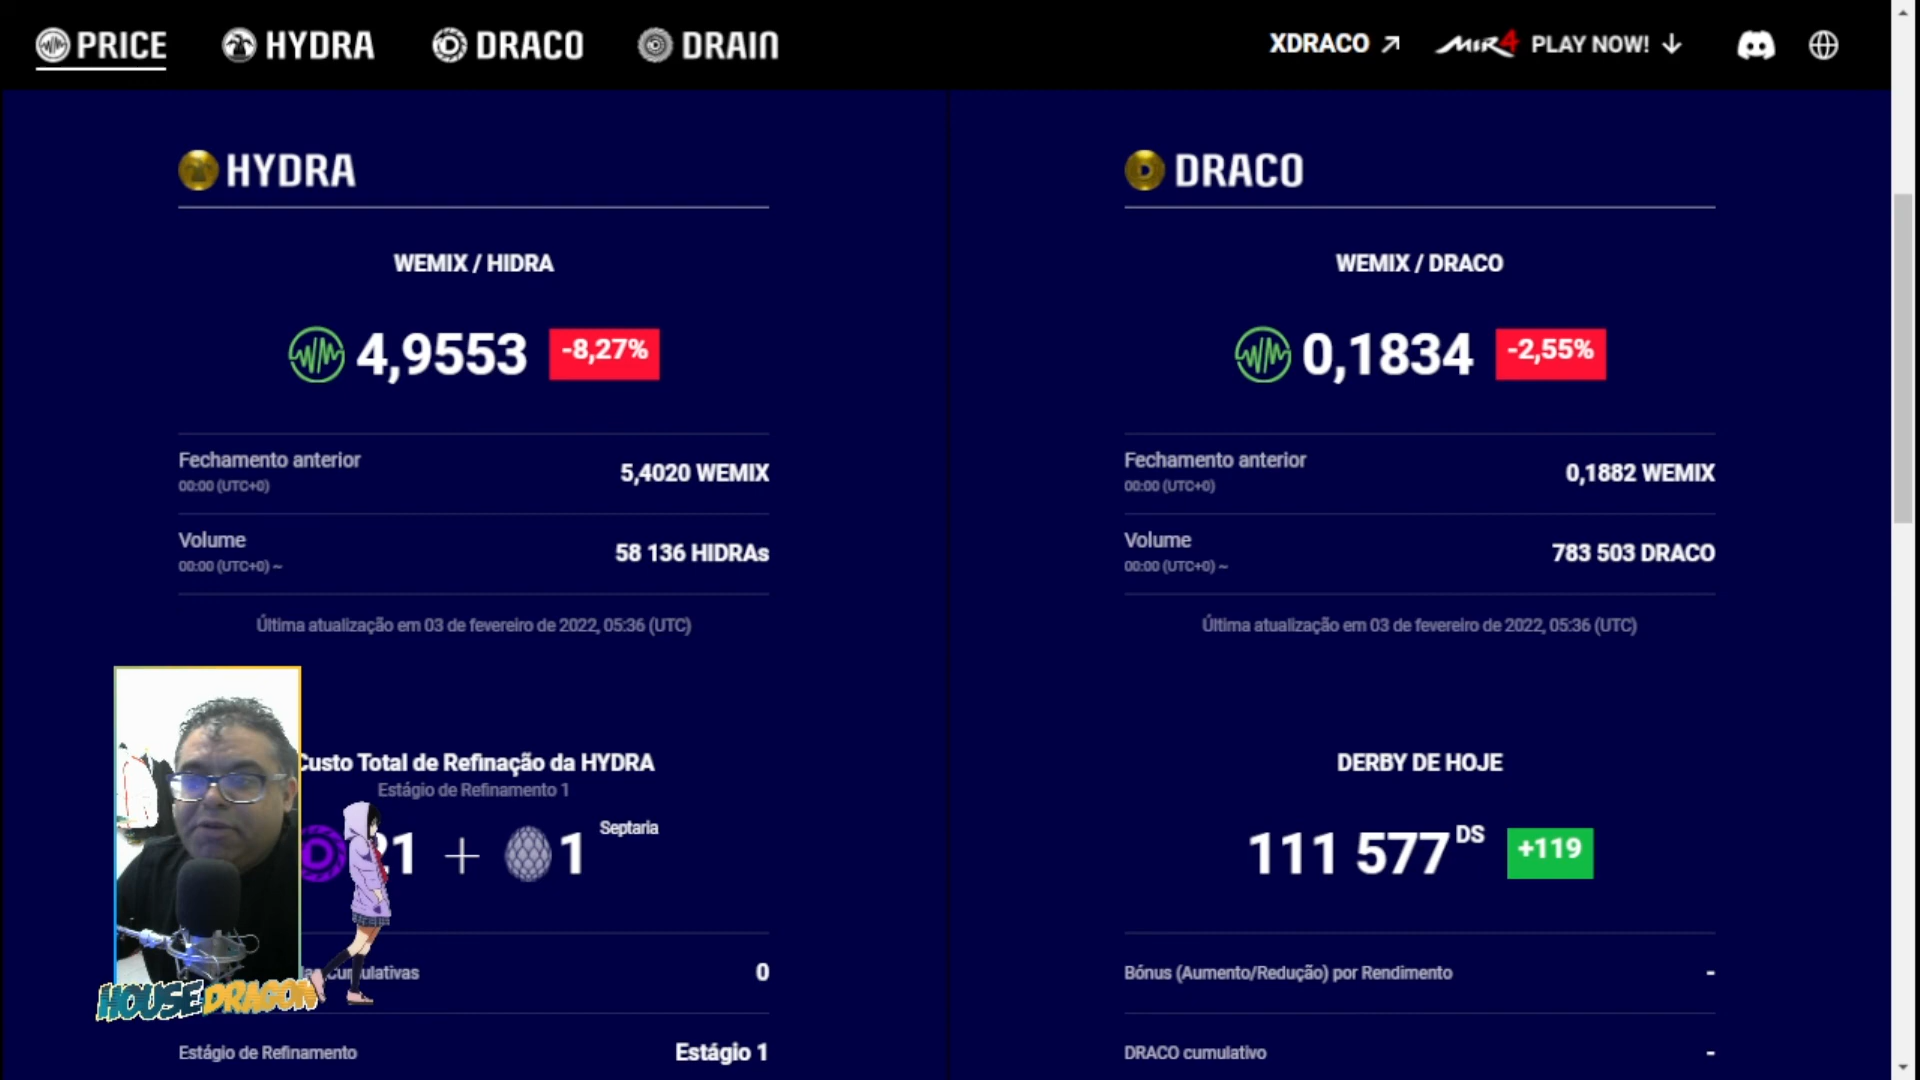 PRICE HYDRA DRACO DRAIN XDRACO MIR4 PLAY NOW!
HYDRA
WEMIX / HIDRA
4,9553 -8,27%
Fechamento anterior
00:00 (UTC+0)
5,4020 WEMIX
Volume
00:00 (UTC+0) ~
58 136 HIDRAs
Última atualização em 03 de fevereiro de 2022, 05:36 (UTC)
Custo Total de Refinação da HYDRA
Estágio de Refinamento 1
1 + 1 Septaria
Cumulativas 0
Estágio de Refinamento Estágio 1
HOUSE DRAGON
DRACO
WEMIX / DRACO
0,1834 -2,55%
Fechamento anterior
00:00 (UTC+0)
0,1882 WEMIX
Volume
00:00 (UTC+0) ~
783 503 DRACO
Última atualização em 03 de fevereiro de 2022, 05:36 (UTC)
DERBY DE HOJE
111 577 DS +119
Bónus (Aumento/Redução) por Rendimento -
DRACO cumulativo -